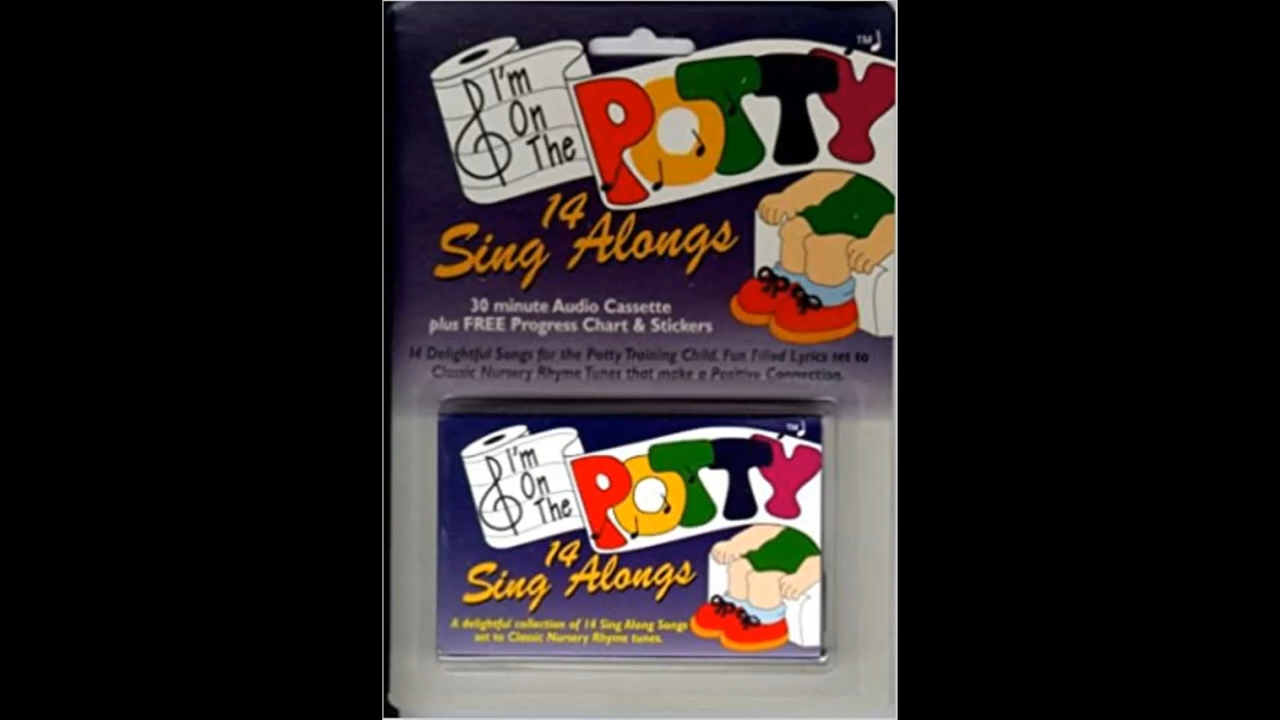 I'm
On
The
POTTY
TM
14
Sing Alongs
30 minute Audio Cassette
plus FREE Progress Chart & Stickers
14 Delightful Songs for the Potty Training Child. Fun Filled Lyrics set to
Classic Nursery Rhyme Tunes that make a Positive Connection.
I'm
On
The
POTTY
TM
14
Sing Alongs
A delightful collection of 14 Sing Along Songs
set to Classic Nursery Rhyme tunes.